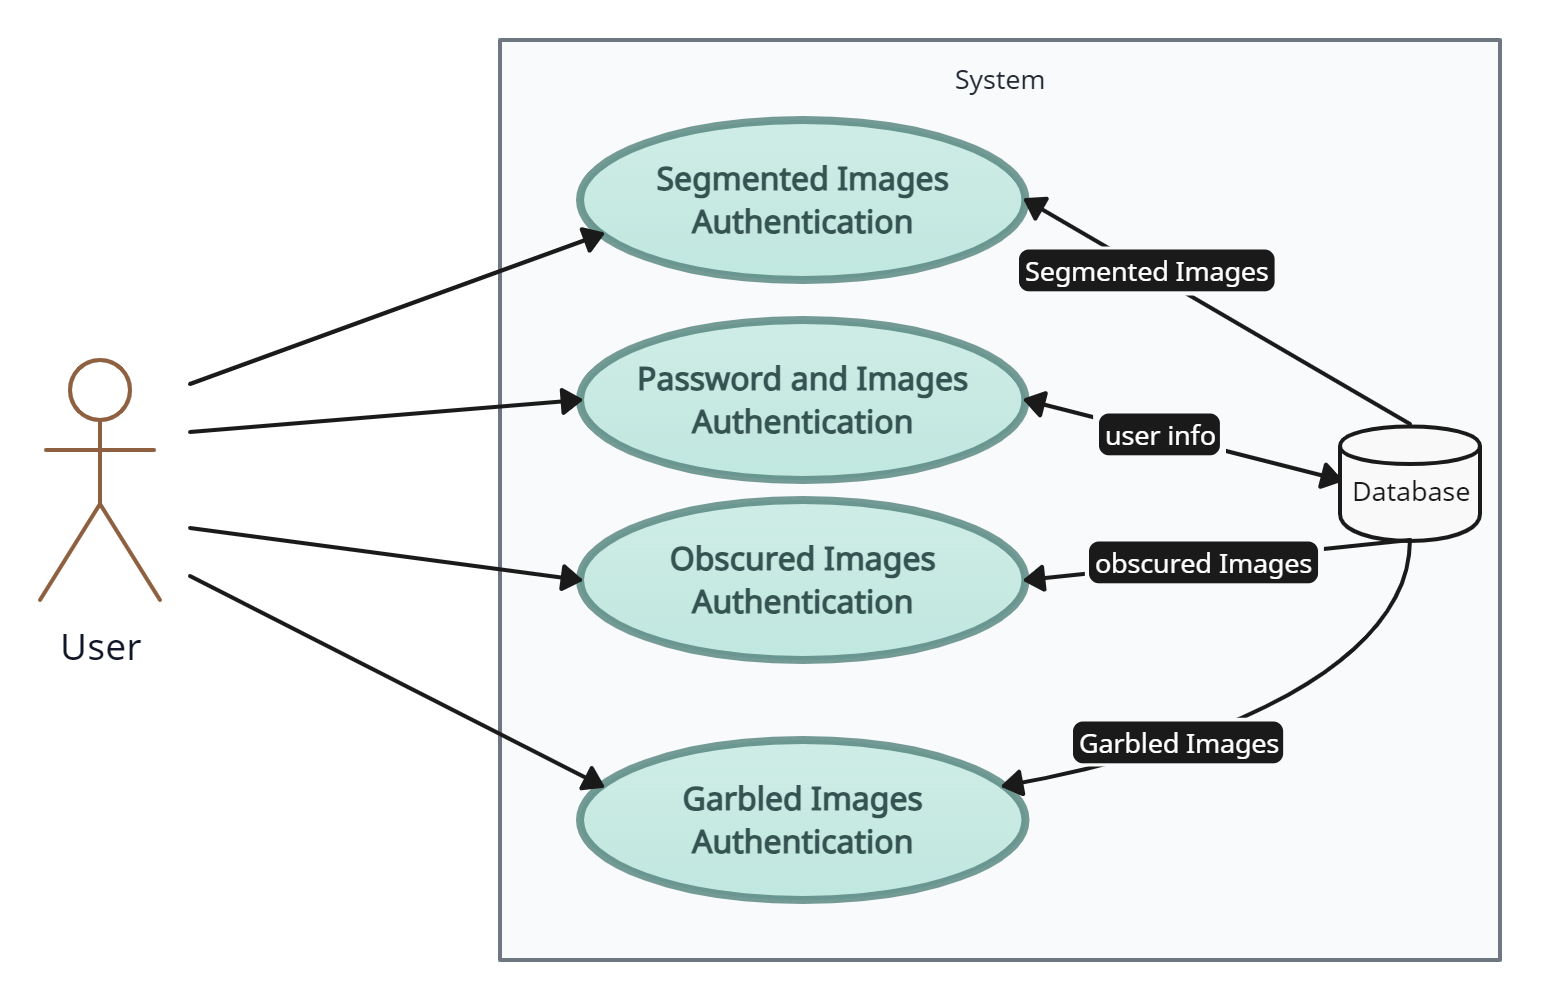 System
Segmented Images
Authentication
Segmented Images
Password and Images
Authentication
user info
Database
Obscured Images
Authentication
obscured Images
User
Garbled Images
Garbled Images
Authentication